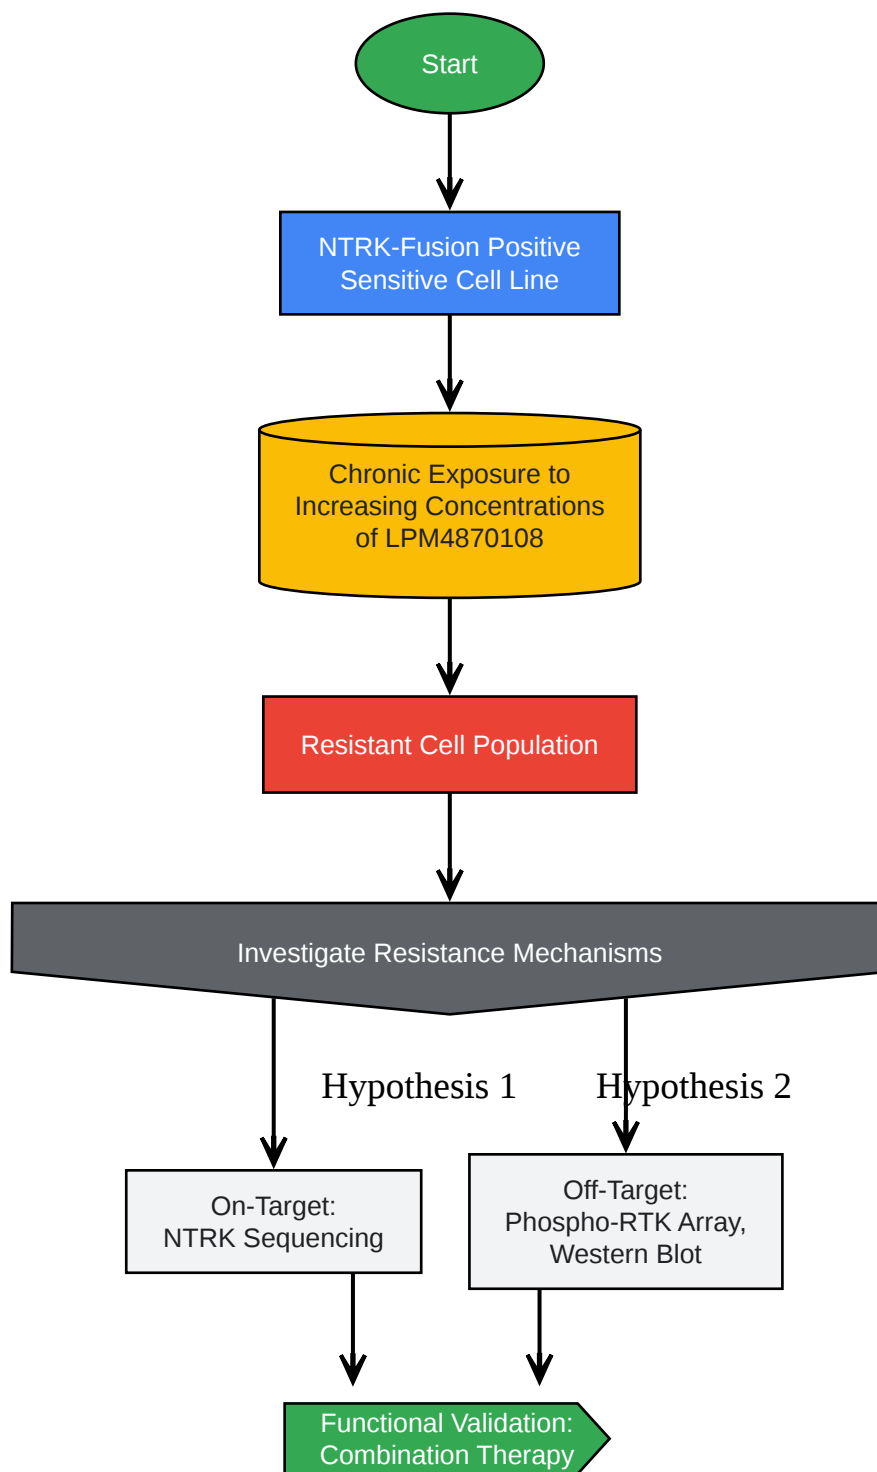 Start
NTRK-Fusion Positive
Sensitive Cell Line
Chronic Exposure to
Increasing Concentrations
of LPM4870108
Resistant Cell Population
Investigate Resistance Mechanisms
Hypothesis 1
Hypothesis 2
On-Target:
NTRK Sequencing
Off-Target:
Phospho-RTK Array,
Western Blot
Functional Validation:
Combination Therapy